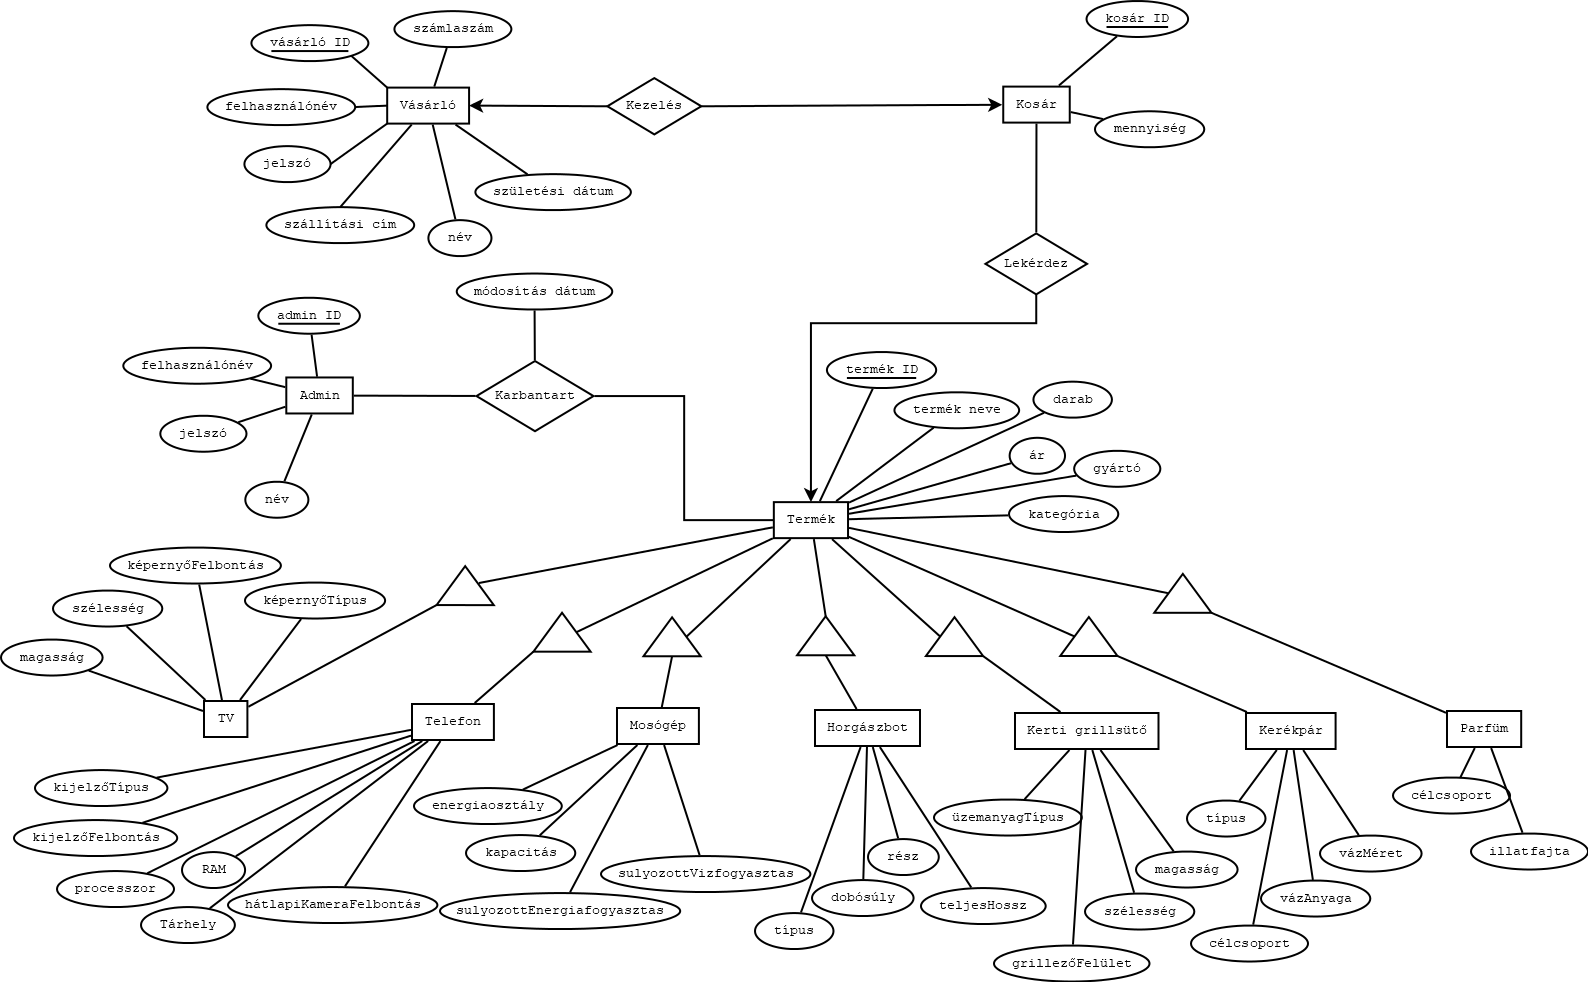 kosár ID
számlaszám
vásárló ID
felhasználónév
Vásárló
Kezelés
Kosár
mennyiség
jelszó
születési dátum
szállítási cím
név
Lekérdez
módosítás dátum
admin ID
felhasználónév
termék ID
Admin
Karbantart
darab
termék neve
jelszó
ár
gyártó
név
kategória
Termék
képernyőFelbontás
képernyőTípus
szélesség
magasság
TV
Telefon
Mosógép
Horgászbot
Kerti grillsütő
Kerékpár
Parfüm
kijelzőTípus
célcsoport
energiaosztály
üzemanyagTípus
típus
kijelzőFelbontás
kapacitás
rész
vázMéret
illatfajta
RAM
magasság
sulyozottVizfogyasztas
processzor
dobósúly
vázAnyaga
hátlapiKameraFelbontás
teljesHossz
sulyozottEnergiafogyasztas
szélesség
Tárhely
típus
célcsoport
grillezőFelület